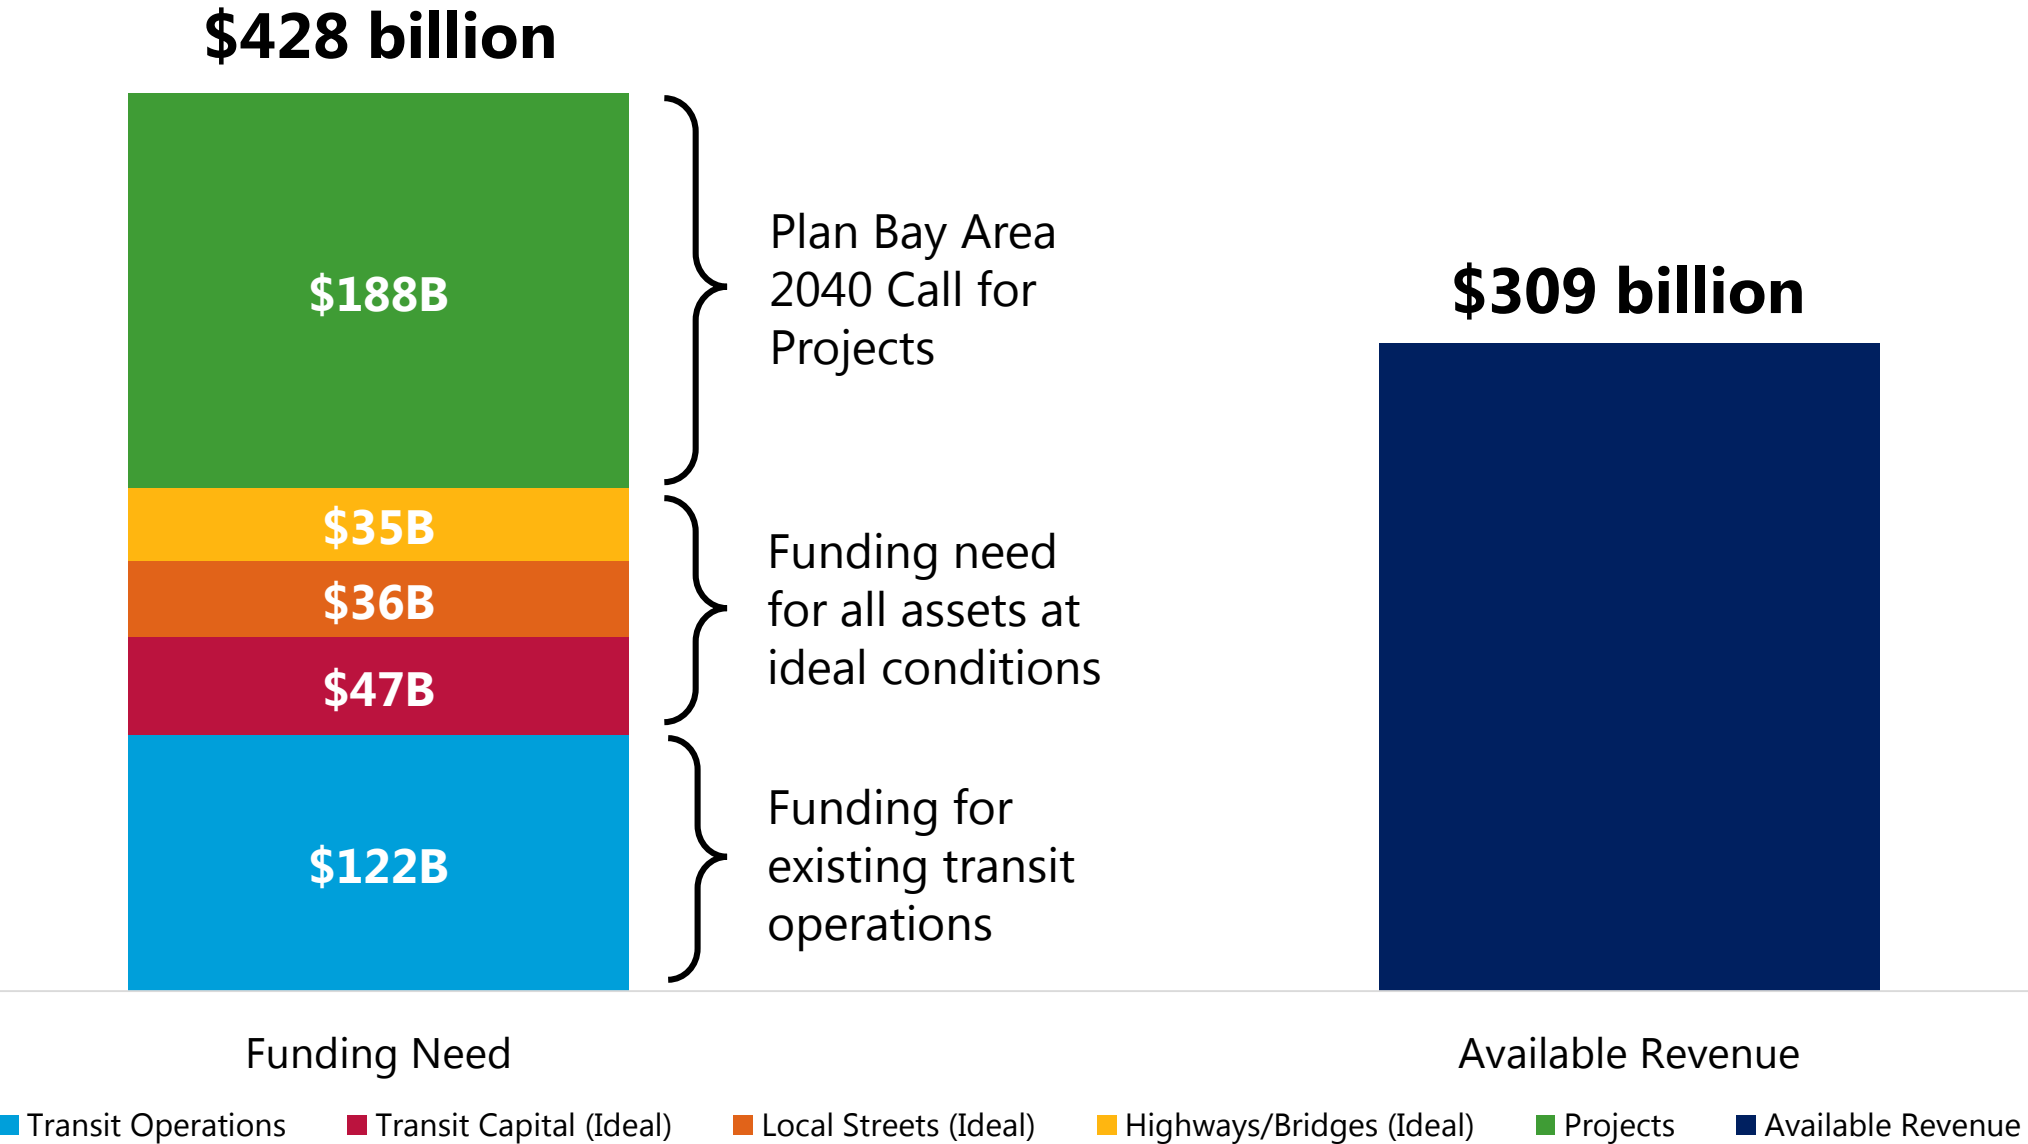 $428 billion
$188B
Plan Bay Area
2040 Call for
Projects
$309 billion
$35B
$36B
$47B
Funding need
for all assets at
ideal conditions
$122B
Funding for
existing transit
operations
Funding Need
Available Revenue
Transit Operations
Transit Capital (Ideal)
Local Streets (Ideal)
Highways/Bridges (Ideal)
Projects
Available Revenue